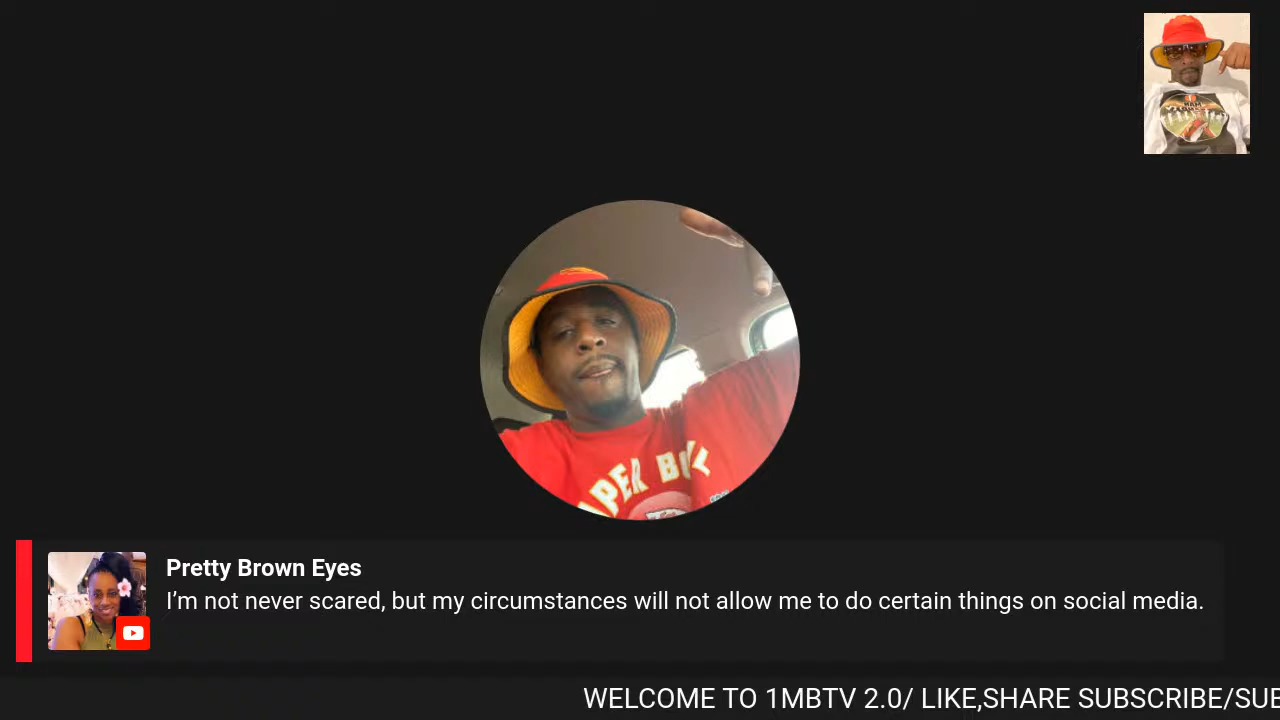 Pretty Brown Eyes
I’m not never scared, but my circumstances will not allow me to do certain things on social media.
WELCOME TO 1MBTV 2.0/ LIKE,SHARE SUBSCRIBE/SUB